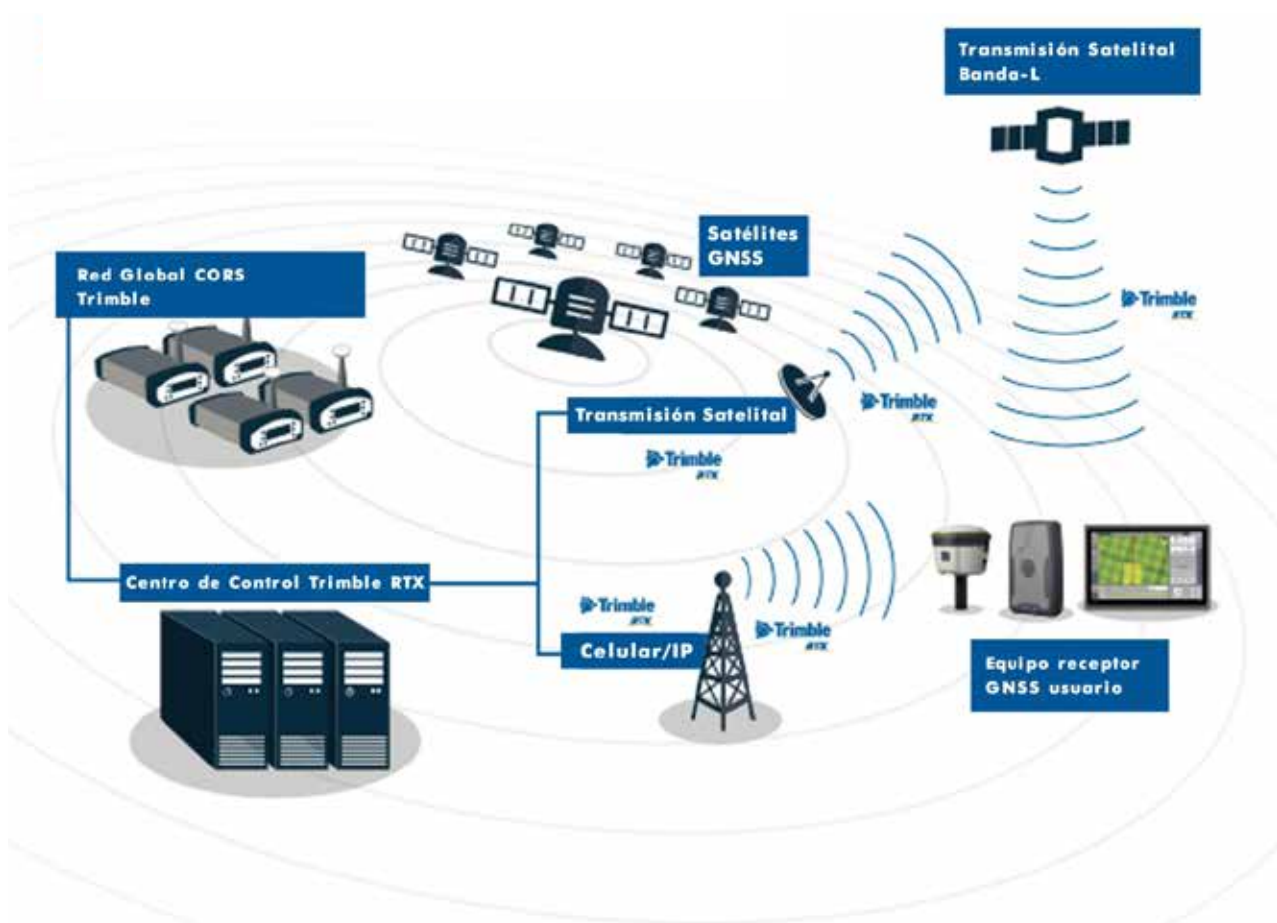 Transmisión Satelital
Banda-L
Satélites
GNSS
Red Global CORS
Trimble
Trimble
RTX
Transmisión Satelital
Trimble
RTX
Trimble
RTX
Centro de Control Trimble RTX
Trimble
RTX
Trimble
RTX
Celular/IP
Equipo receptor
GNSS usuario